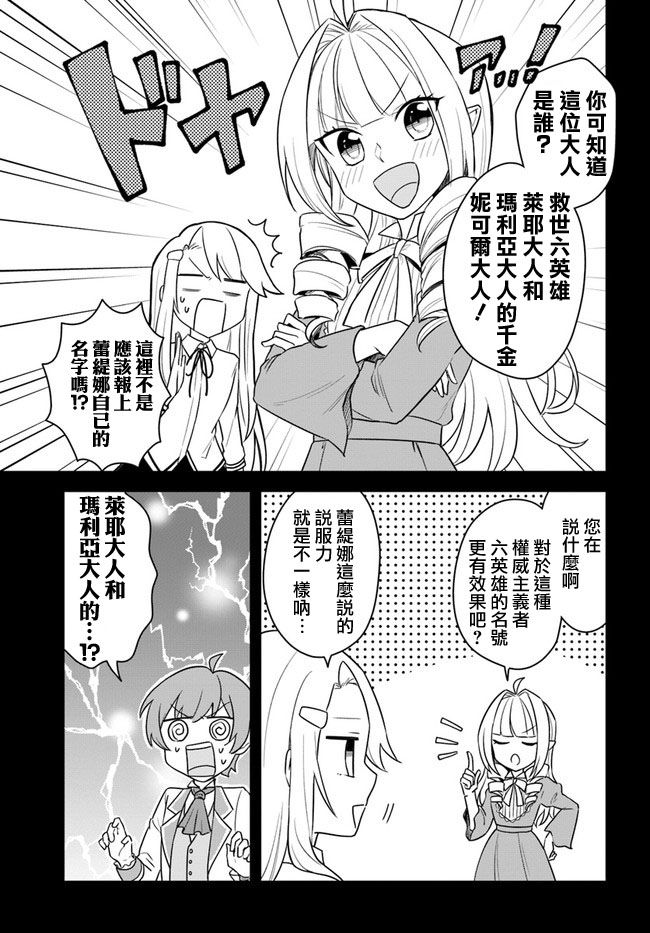 你可知道
這位大人
是誰？
救世六英雄
萊耶大人和
瑪利亞大人的千金
妮可爾大人！
ドヤァ…！
這裡不是
應該報上
蕾緹娜自己的
名字嗎!?
您在
說什麼啊
對於這種
權威主義者
六英雄的名號
更有效果吧？
蕾緹娜這麼說的
說服力
就是不一樣吶…
萊耶大人和
瑪利亞大人的…!?